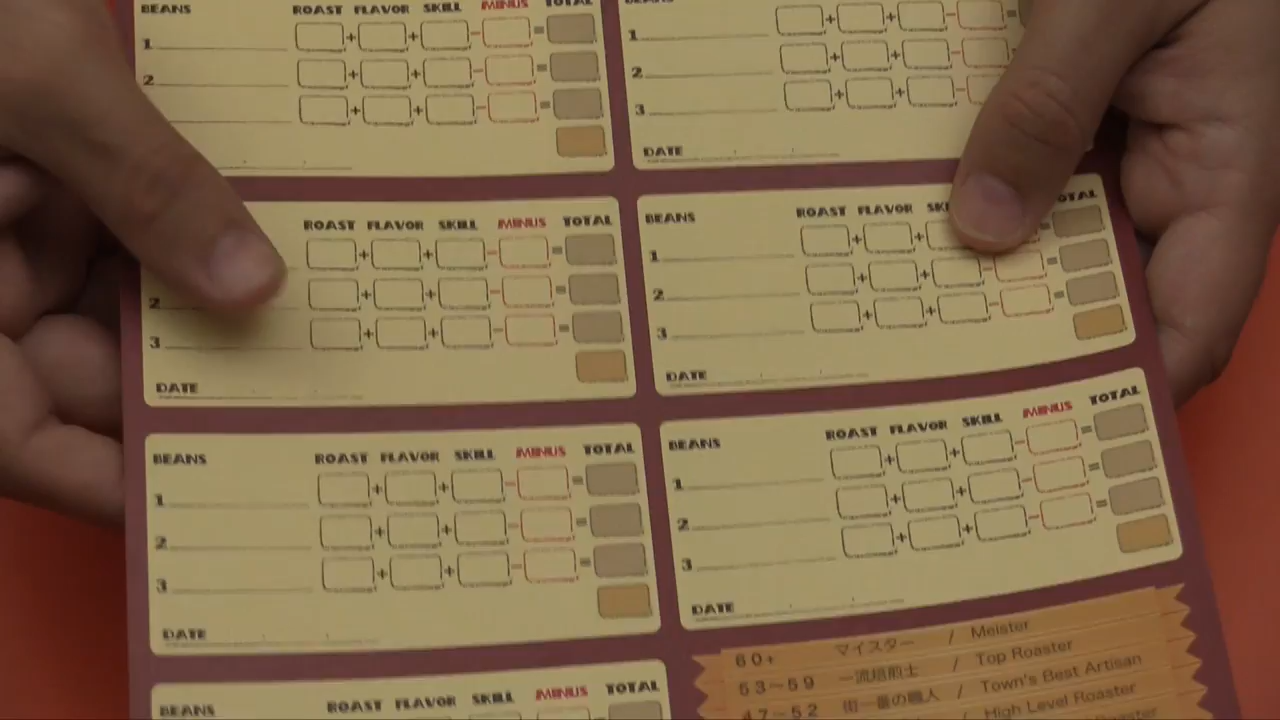 BEANS ROAST FLAVOR SKILL MINUS TOTAL
1 + + - =
2 + + - =
+ + - =
1 + + -
2 + + -
3 + + -
DATE
ROAST FLAVOR SKILL MINUS TOTAL
+ + - =
2 + + - =
3 + + - =
DATE
BEANS ROAST FLAVOR
1 + + =
2 + + - =
3 + + - =
DATE
BEANS ROAST FLAVOR SKILL MINUS TOTAL
1 + + - =
2 + + - =
3 + + - =
DATE
BEANS ROAST FLAVOR SKILL MINUS TOTAL
1 + + - =
2 + + - =
3 + + - =
DATE
BEANS ROAST FLAVOR SKILL MINUS TOTAL
60+ マイスター / Meister
53~59 一流焙煎士 / Top Roaster
47~52 街一番の職人 / Town's Best Artisan
High Level Roaster